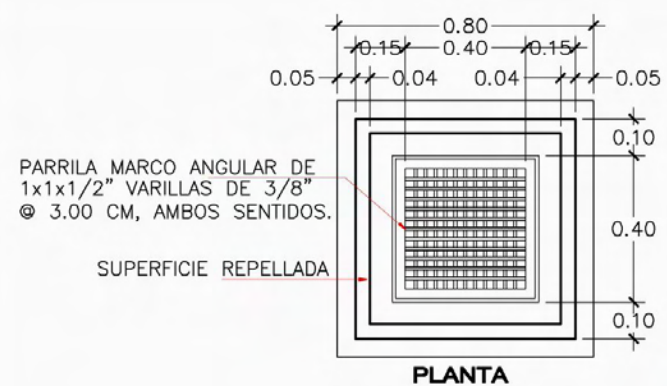 0.80
0.15 0.40 0.15
0.05 0.04 0.04 0.05
0.10
PARRILA MARCO ANGULAR DE
1x1x1/2" VARILLAS DE 3/8"
@ 3.00 CM, AMBOS SENTIDOS.
0.40
SUPERFICIE REPELLADA
0.10
PLANTA